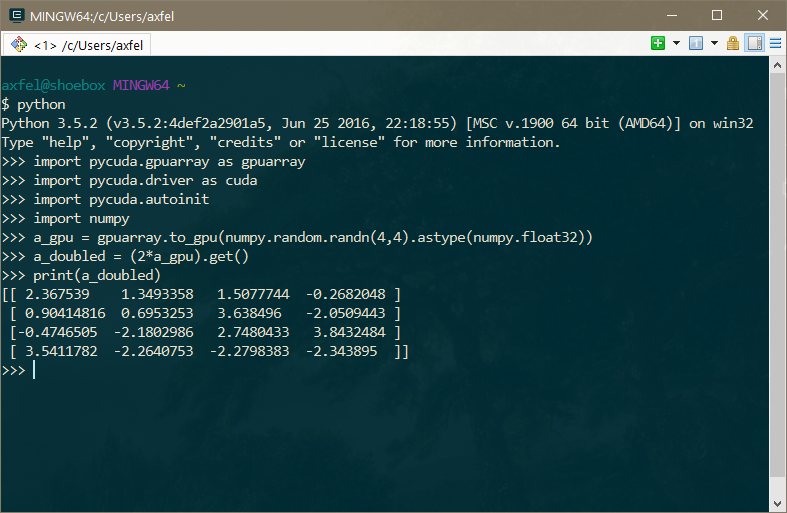 MINGW64:/c/Users/axfel
<1> /c/Users/axfel
axfel@shoebox MINGW64 ~
$ python
Python 3.5.2 (v3.5.2:4def2a2901a5, Jun 25 2016, 22:18:55) [MSC v.1900 64 bit (AMD64)] on win32
Type "help", "copyright", "credits" or "license" for more information.
>>> import pycuda.gpuarray as gpuarray
>>> import pycuda.driver as cuda
>>> import pycuda.autoinit
>>> import numpy
>>> a_gpu = gpuarray.to_gpu(numpy.random.randn(4,4).astype(numpy.float32))
>>> a_doubled = (2*a_gpu).get()
>>> print(a_doubled)
[[ 2.367539    1.3493358   1.5077744  -0.2682048 ]
 [ 0.90414816  0.6953253   3.638496   -2.0509443 ]
 [-0.4746505  -2.1802986   2.7480433   3.8432484 ]
 [ 3.5411782  -2.2640753  -2.2798383  -2.343895  ]]
>>>